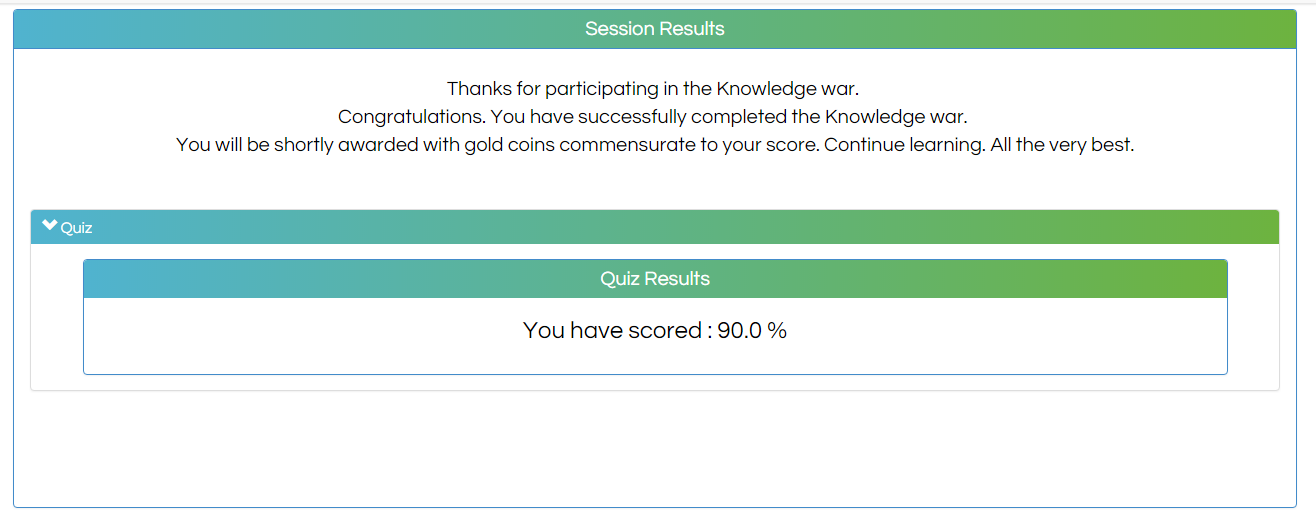 Session Results
Thanks for participating in the Knowledge war.
Congratulations. You have successfully completed the Knowledge war.
You will be shortly awarded with gold coins commensurate to your score. Continue learning. All the very best.
Quiz
Quiz Results
You have scored : 90.0 %